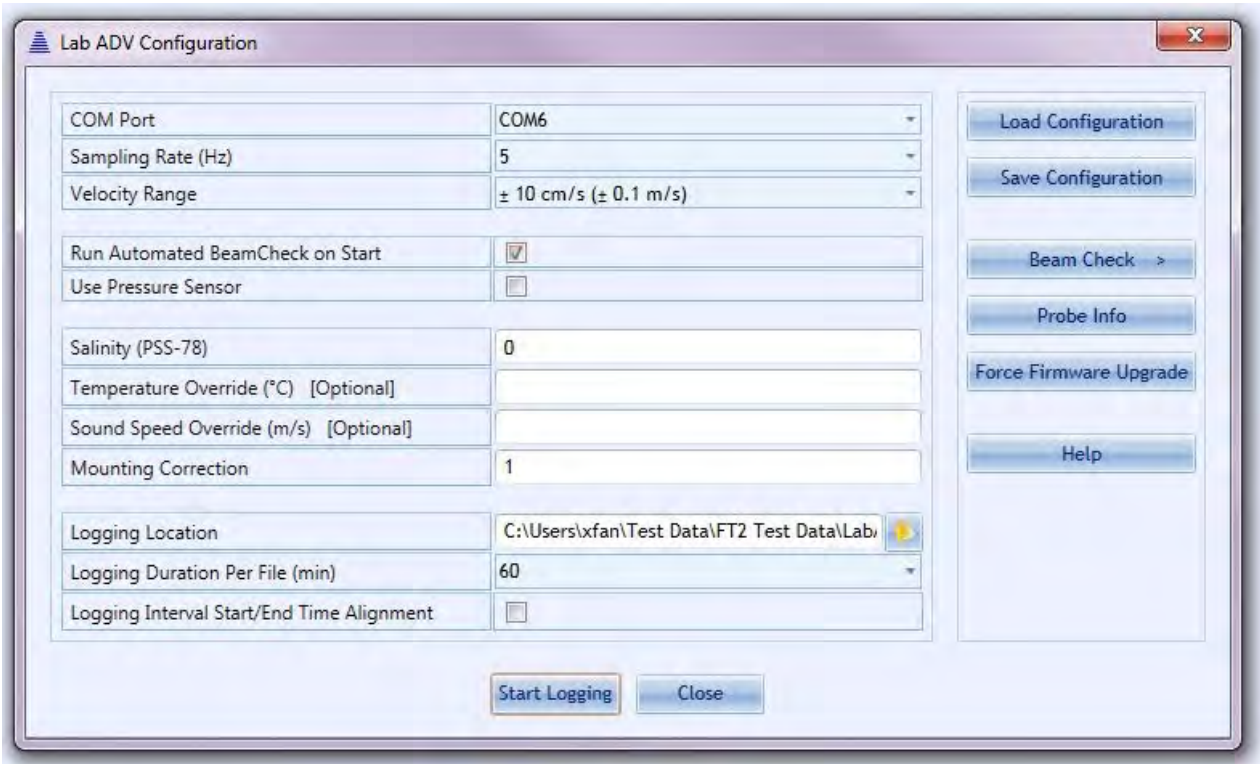 Lab ADV Configuration
COM Port COM6
Sampling Rate (Hz) 5
Velocity Range ± 10 cm/s (± 0.1 m/s)
Run Automated BeamCheck on Start
Use Pressure Sensor
Salinity (PSS-78) 0
Temperature Override (°C) [Optional]
Sound Speed Override (m/s) [Optional]
Mounting Correction 1
Logging Location C:\Users\xfan\Test Data\FT2 Test Data\Lab
Logging Duration Per File (min) 60
Logging Interval Start/End Time Alignment
Load Configuration
Save Configuration
Beam Check >
Probe Info
Force Firmware Upgrade
Help
Start Logging Close